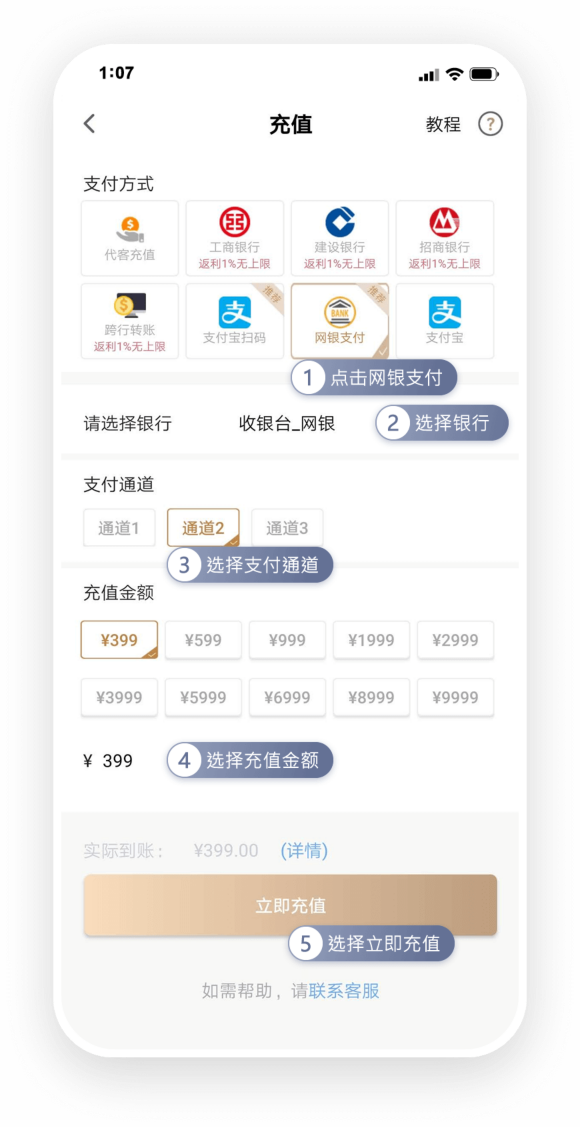 1:07
充值
教程
?
支付方式
代客充值
工商银行
返利1%无上限
建设银行
返利1%无上限
招商银行
返利1%无上限
跨行转账
返利1%无上限
推荐
支付宝扫码
推荐
BANK
网银支付
支
支付宝
1 点击网银支付
请选择银行
收银台_网银
2 选择银行
支付通道
通道1
通道2
通道3
3 选择支付通道
充值金额
¥399
¥599
¥999
¥1999
¥2999
¥3999
¥5999
¥6999
¥8999
¥9999
¥ 399
4 选择充值金额
实际到账： ¥399.00 (详情)
立即充值
5 选择立即充值
如需帮助，请联系客服